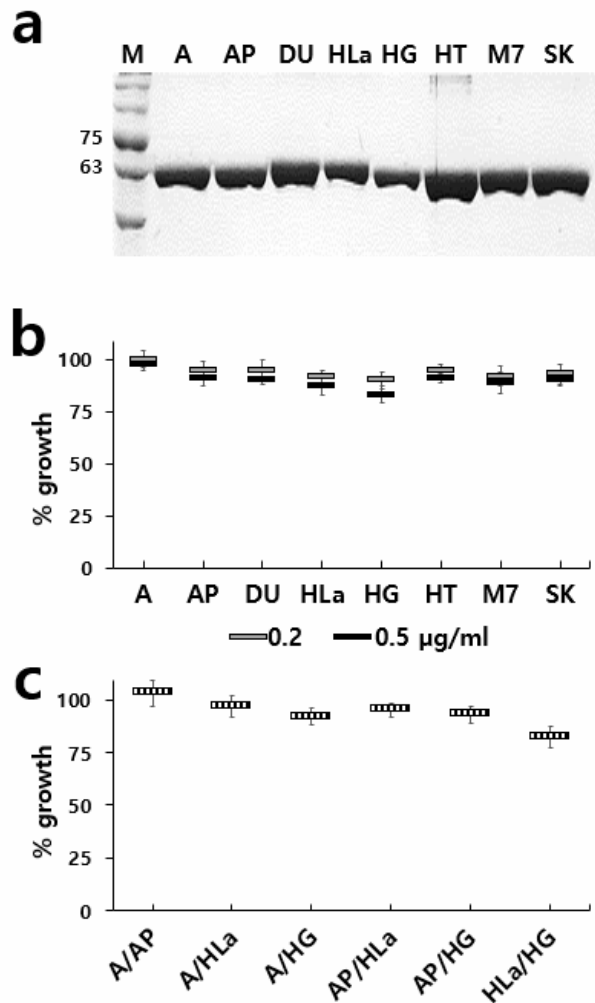 a
M A AP DU HLa HG HT M7 SK
75
63
b
100
75
50
25
0
% growth
A AP DU HLa HG HT M7 SK
0.2 0.5 µg/ml
c
100
75
50
25
0
% growth
A/AP A/HLa A/HG AP/HLa AP/HG HLa/HG